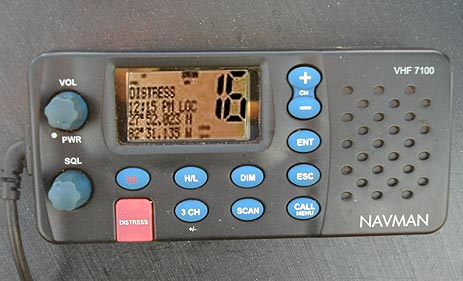 VOL
VHF 7100
DISTRESS
16
12:15 PM LOC
27°52.023 N
82°31.135 W
+
CH
−
PWR
SQL
16
H/L
DIM
ENT
ESC
DISTRESS
3 CH
+/-
SCAN
CALL
MENU
NAVMAN